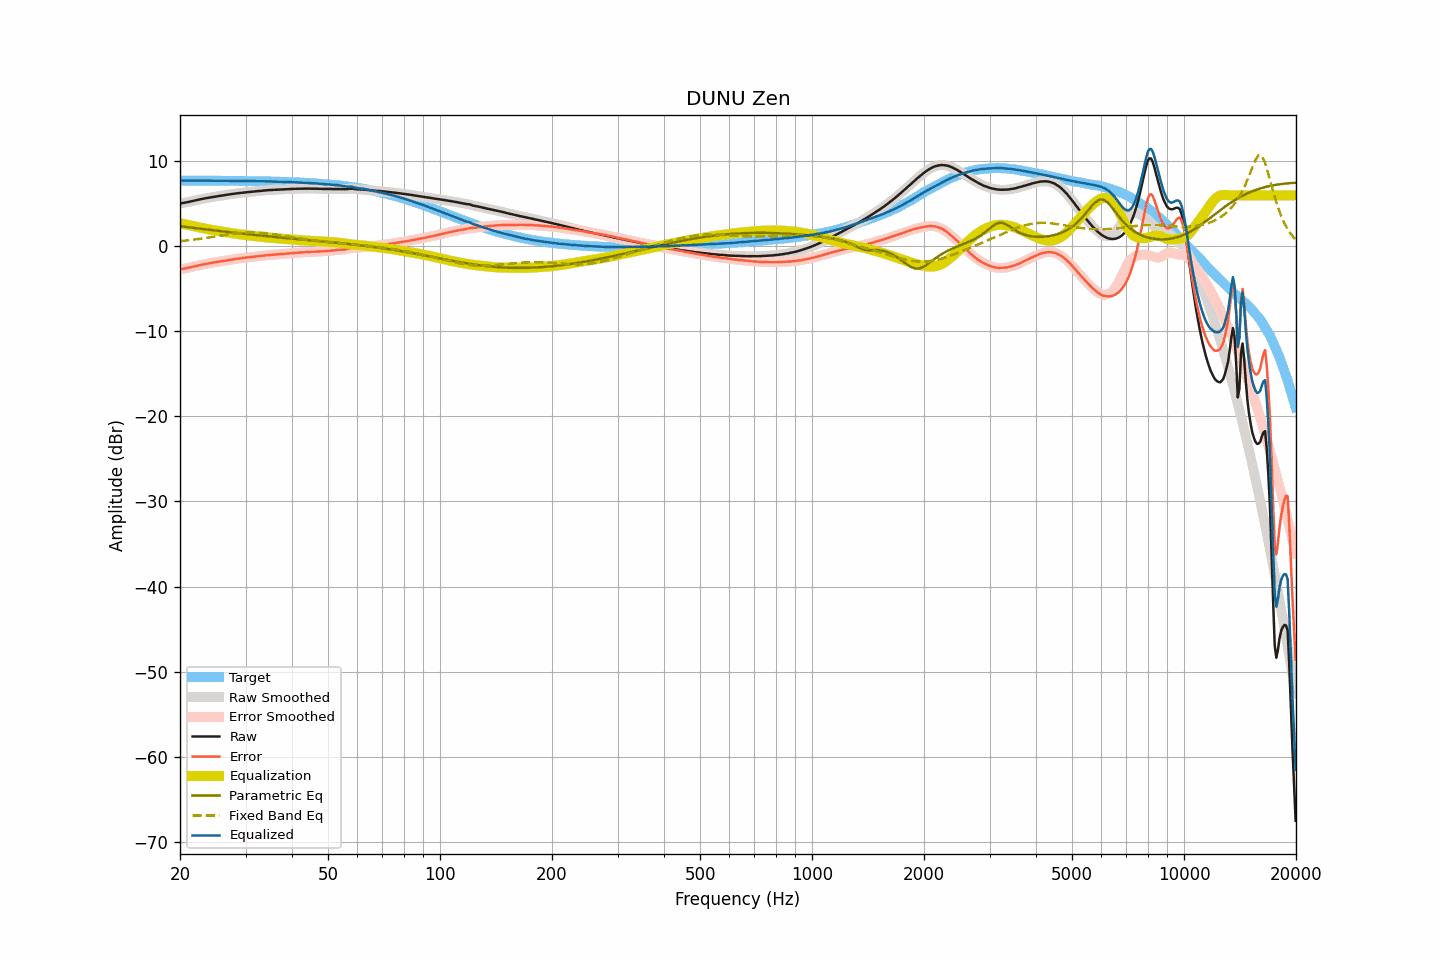 DUNU Zen
10
0
−10
−20
−30
−40
−50
−60
−70
Amplitude (dBr)
Target
Raw Smoothed
Error Smoothed
Raw
Error
Equalization
Parametric Eq
Fixed Band Eq
Equalized
20 50 100 200 500 1000 2000 5000 10000 20000
Frequency (Hz)